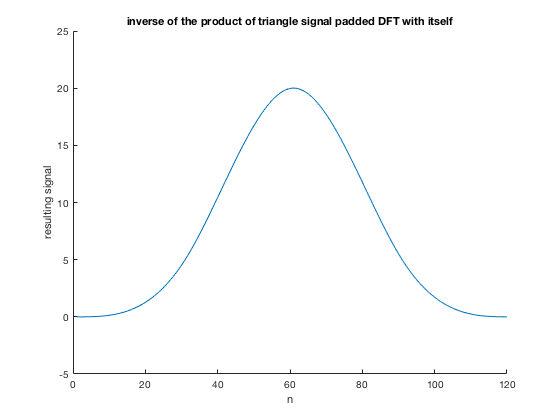 inverse of the product of triangle signal padded DFT with itself
25
20
15
10
5
0
-5
resulting signal
0 20 40 60 80 100 120
n